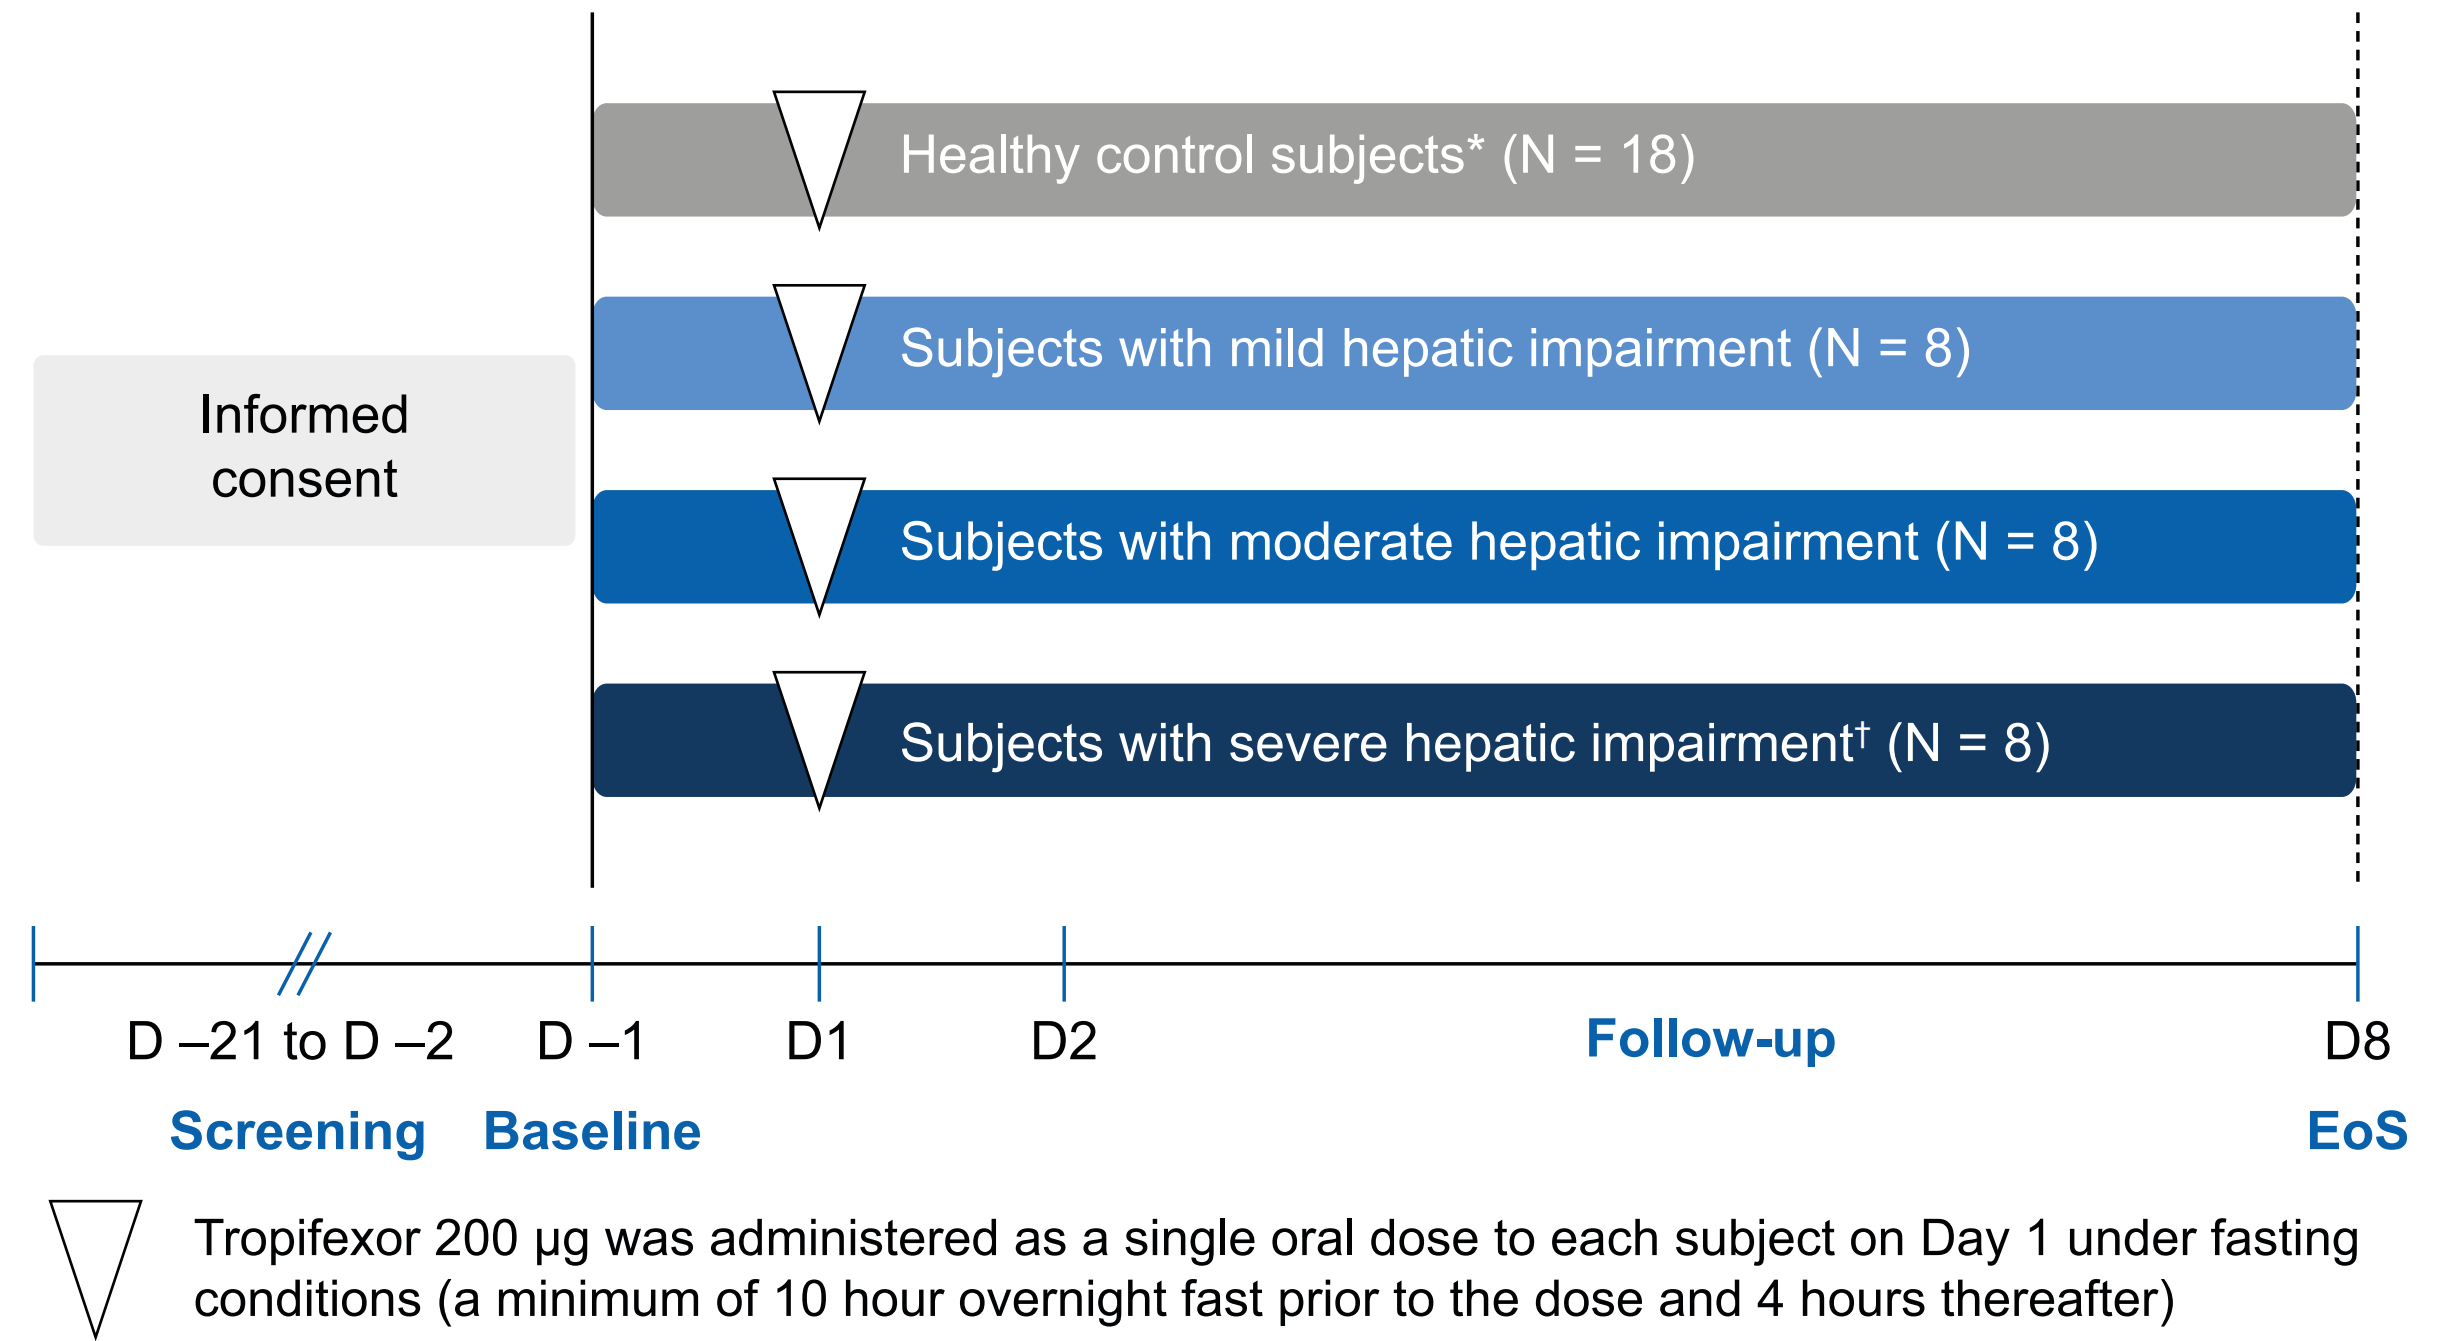 Healthy control subjects* (N = 18)
Subjects with mild hepatic impairment (N = 8)
Informed
consent
Subjects with moderate hepatic impairment (N = 8)
Subjects with severe hepatic impairment† (N = 8)
D –21 to D –2 D –1 D1 D2 Follow-up D8
Screening Baseline EoS
Tropifexor 200 µg was administered as a single oral dose to each subject on Day 1 under fasting
conditions (a minimum of 10 hour overnight fast prior to the dose and 4 hours thereafter)